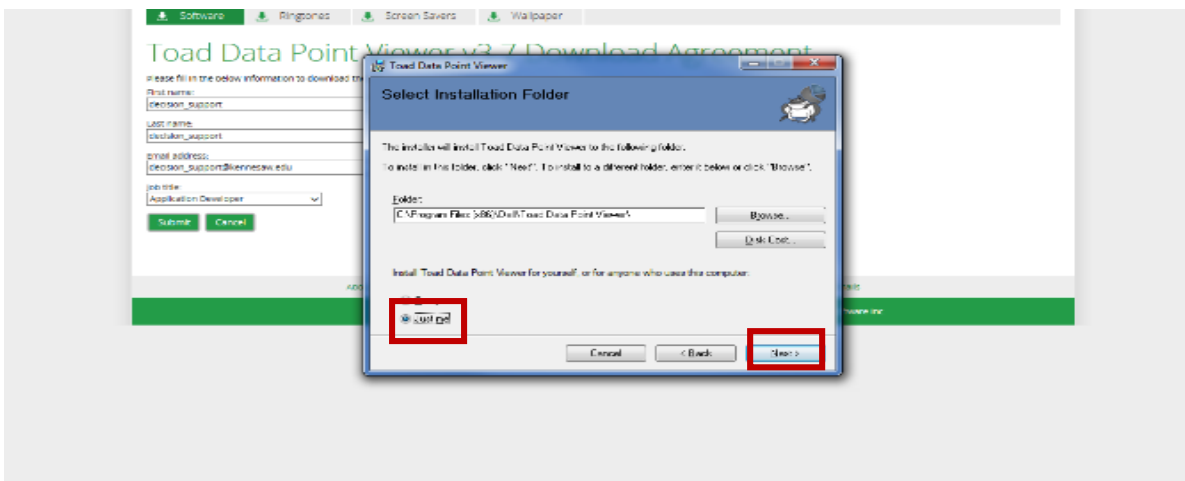 Software Ringtones Screen Savers Wallpaper
Toad Data Point Viewer v3.7 Download Agreement
Please fill in the below information to download the
First name:
decision_support
Last name:
decision_support
Email address:
decision_support@kennesaw.edu
Job title:
Application Developer
Submit Cancel
Toad Data Point Viewer
Select Installation Folder
The installer will install Toad Data Point Viewer to the following folder.
To install in this folder, click "Next". To install to a different folder, enter it below or click "Browse".
Folder:
C:\Program Files (x86)\Dell\Toad Data Point Viewer\
Browse...
Disk Cost...
Install Toad Data Point Viewer for yourself, or for anyone who uses this computer:
Just me
Cancel < Back Next >